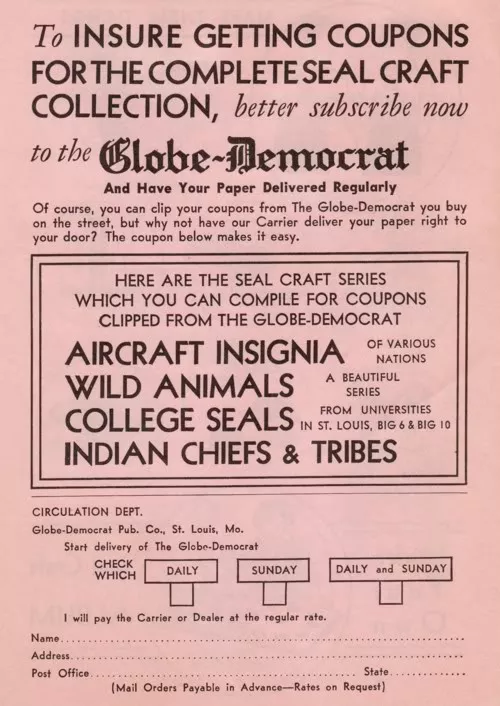 To INSURE GETTING COUPONS
FOR THE COMPLETE SEAL CRAFT
COLLECTION, better subscribe now
to the Globe-Democrat
And Have Your Paper Delivered Regularly
Of course, you can clip your coupons from The Globe-Democrat you buy
on the street, but why not have our Carrier deliver your paper right to
your door? The coupon below makes it easy.
HERE ARE THE SEAL CRAFT SERIES
WHICH YOU CAN COMPILE FOR COUPONS
CLIPPED FROM THE GLOBE-DEMOCRAT
AIRCRAFT INSIGNIA OF VARIOUS NATIONS
WILD ANIMALS A BEAUTIFUL SERIES
COLLEGE SEALS FROM UNIVERSITIES IN ST. LOUIS, BIG 6 & BIG 10
INDIAN CHIEFS & TRIBES
CIRCULATION DEPT.
Globe-Democrat Pub. Co., St. Louis, Mo.
Start delivery of The Globe-Democrat
CHECK WHICH DAILY SUNDAY DAILY and SUNDAY
I will pay the Carrier or Dealer at the regular rate.
Name
Address
Post Office State
(Mail Orders Payable in Advance—Rates on Request)